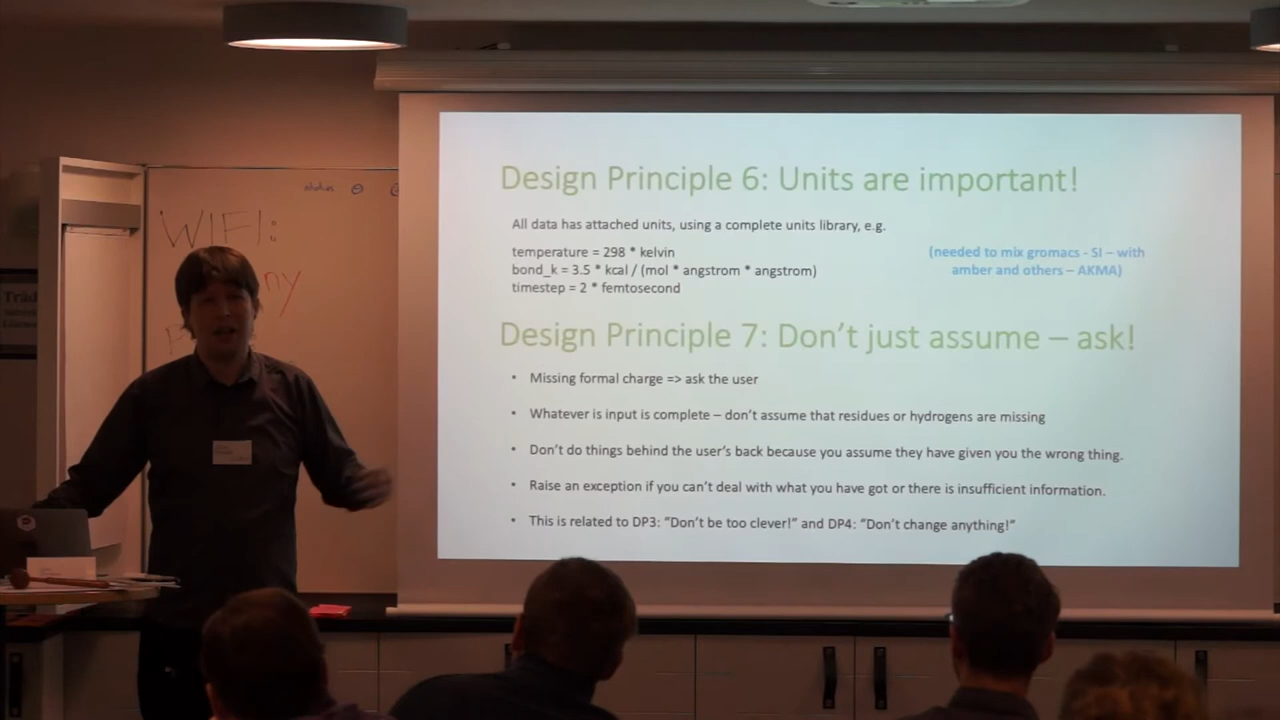 WIFI:
ny
Träd
Design Principle 6: Units are important!
All data has attached units, using a complete units library, e.g.
temperature = 298 * kelvin
bond_k = 3.5 * kcal / (mol * angstrom * angstrom)
timestep = 2 * femtosecond
(needed to mix gromacs - SI – with
amber and others – AKMA)
Design Principle 7: Don't just assume – ask!
• Missing formal charge => ask the user
• Whatever is input is complete – don't assume that residues or hydrogens are missing
• Don't do things behind the user's back because you assume they have given you the wrong thing.
• Raise an exception if you can't deal with what you have got or there is insufficient information.
• This is related to DP3: "Don't be too clever!" and DP4: "Don't change anything!"